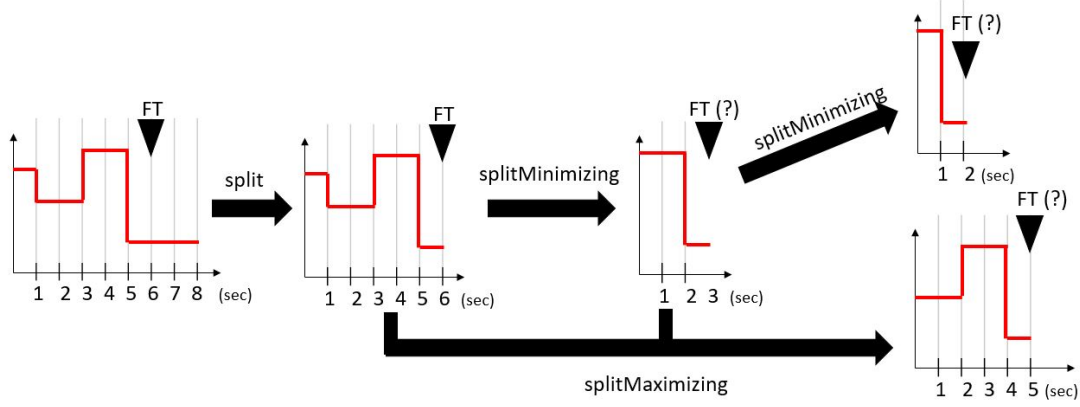 FT
1 2 3 4 5 6 7 8 (sec)
split
FT
1 2 3 4 5 6 (sec)
splitMinimizing
FT (?)
1 2 3 (sec)
splitMinimizing
FT (?)
1 2 (sec)
splitMaximizing
FT (?)
1 2 3 4 5 (sec)